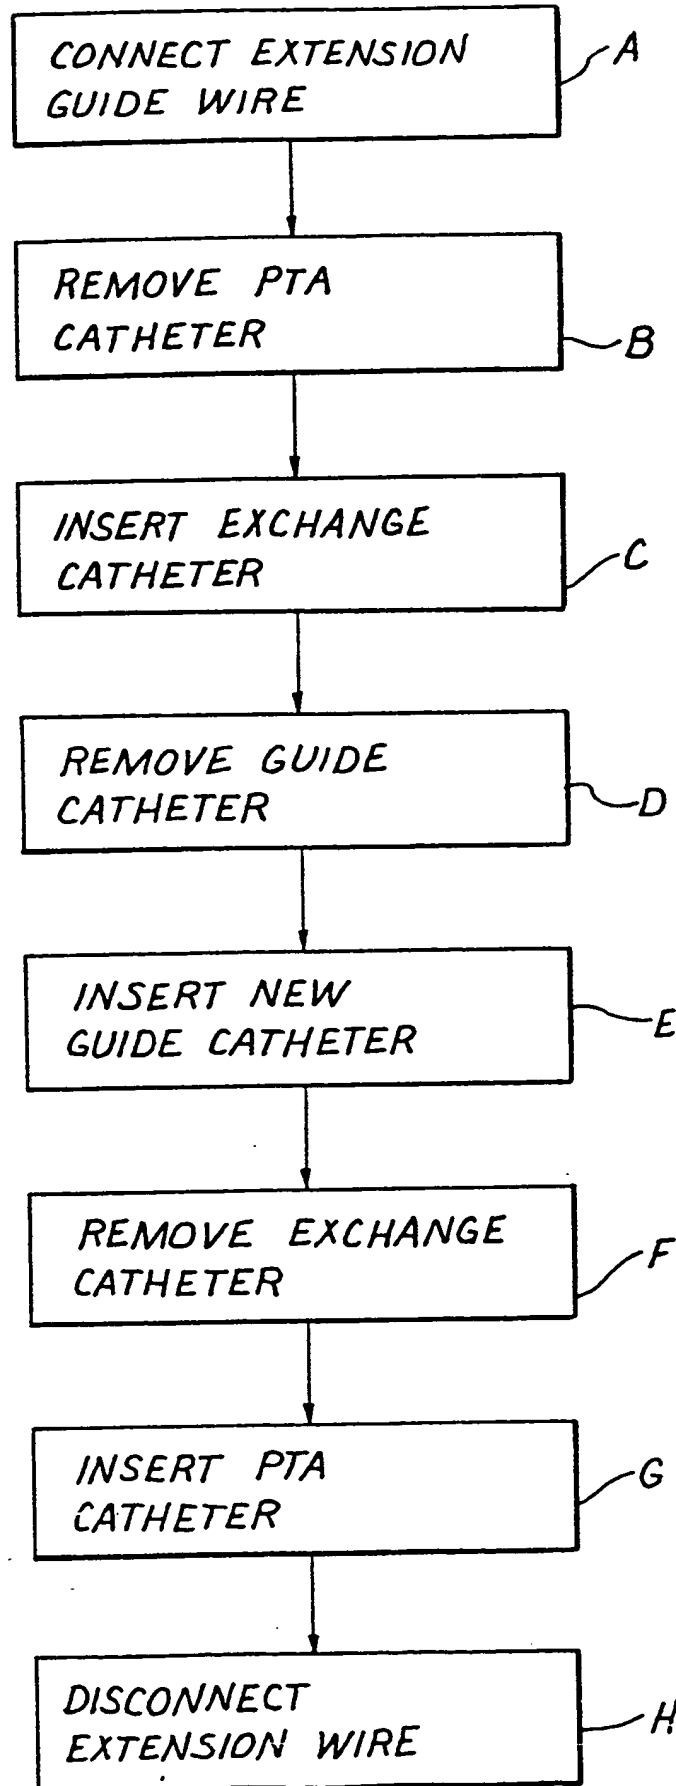 CONNECT EXTENSION
GUIDE WIRE
A
REMOVE PTA
CATHETER
B
INSERT EXCHANGE
CATHETER
C
REMOVE GUIDE
CATHETER
D
INSERT NEW
GUIDE CATHETER
E
REMOVE EXCHANGE
CATHETER
F
INSERT PTA
CATHETER
G
DISCONNECT
EXTENSION WIRE
H